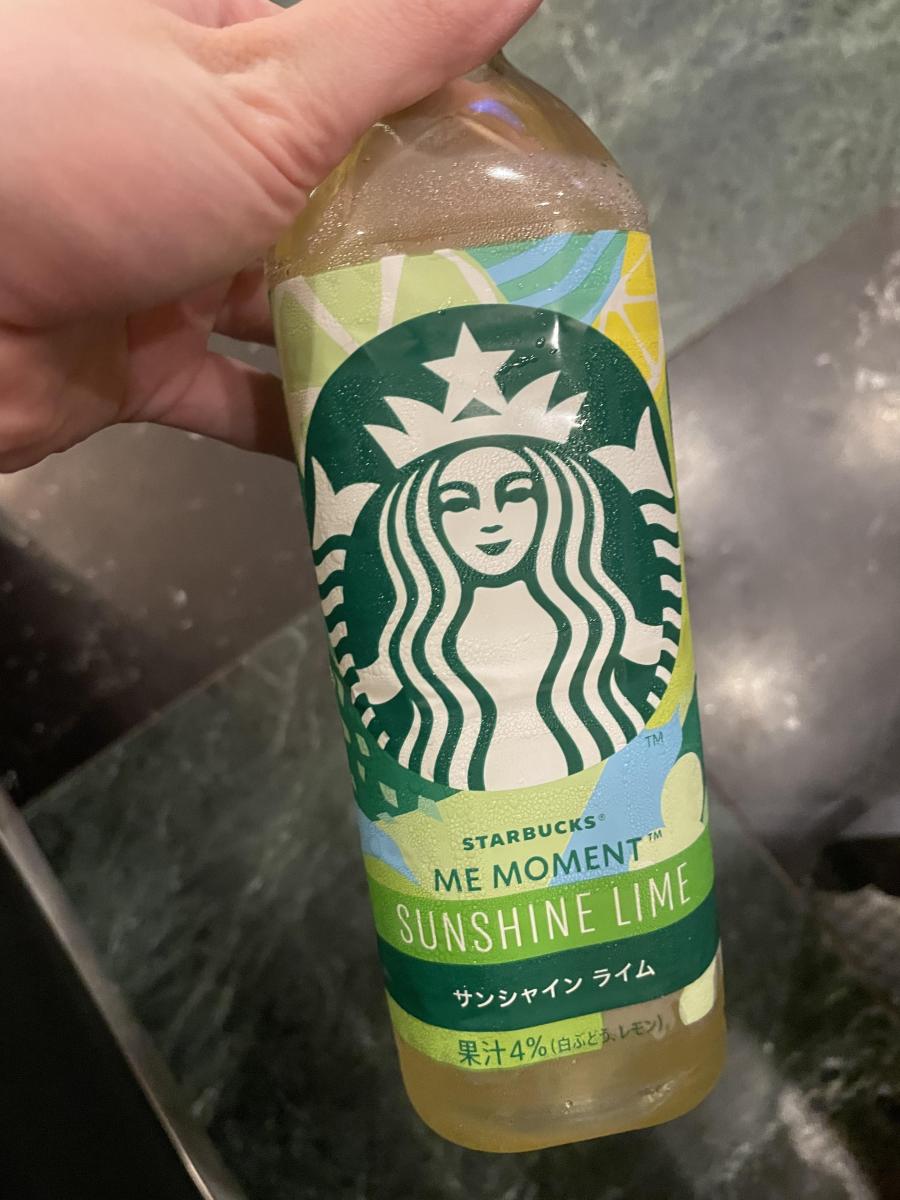 TM
STARBUCKS®
ME MOMENT™
SUNSHINE LIME
サンシャイン ライム
果汁4%(白ぶどう、レモン)